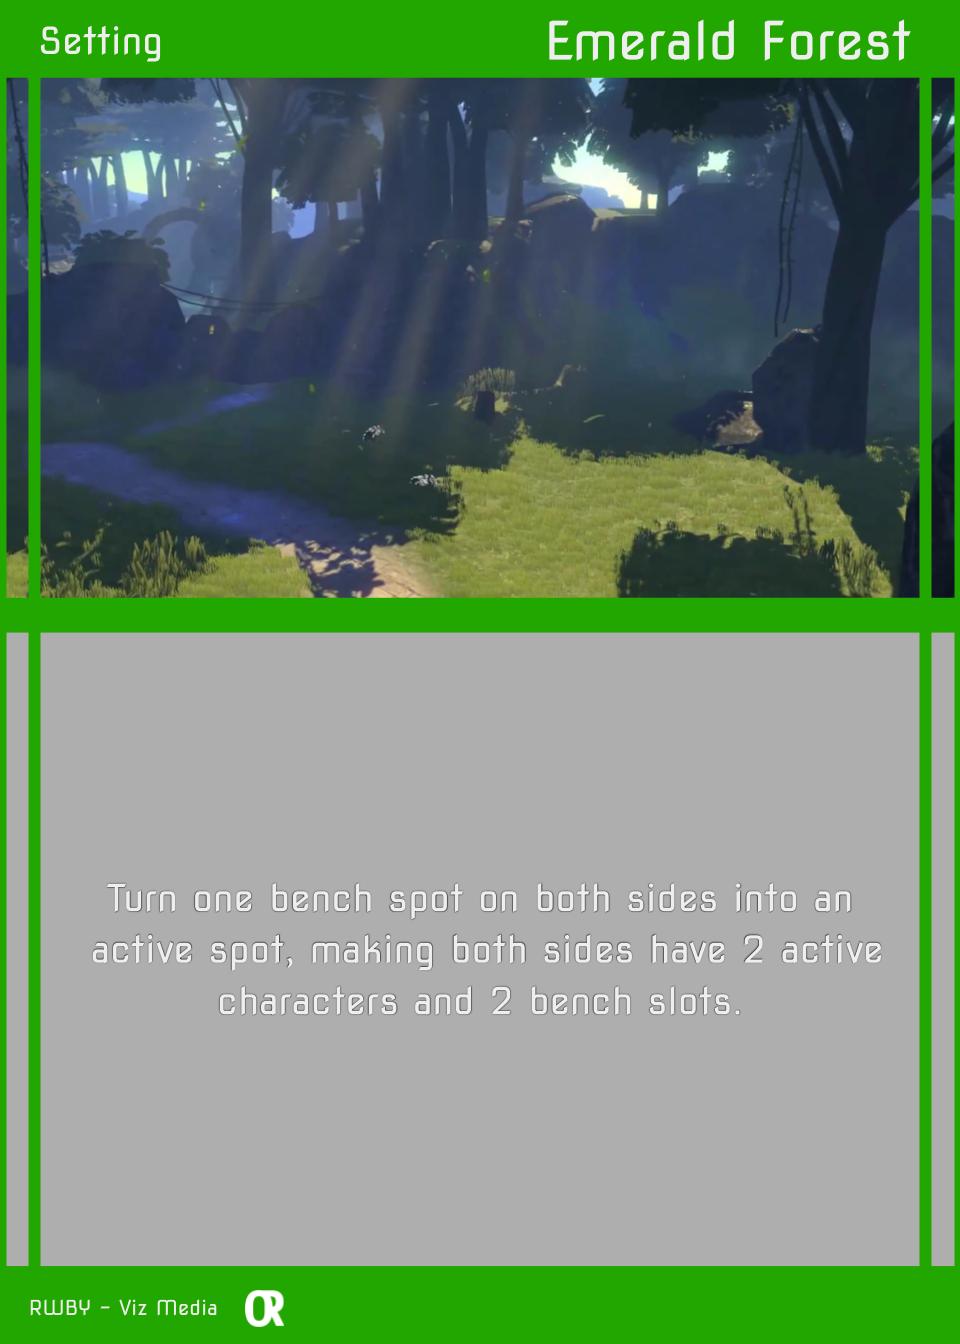 Setting
Emerald Forest
Turn one bench spot on both sides into an
active spot, making both sides have 2 active
characters and 2 bench slots.
RWBY - Viz Media
OR